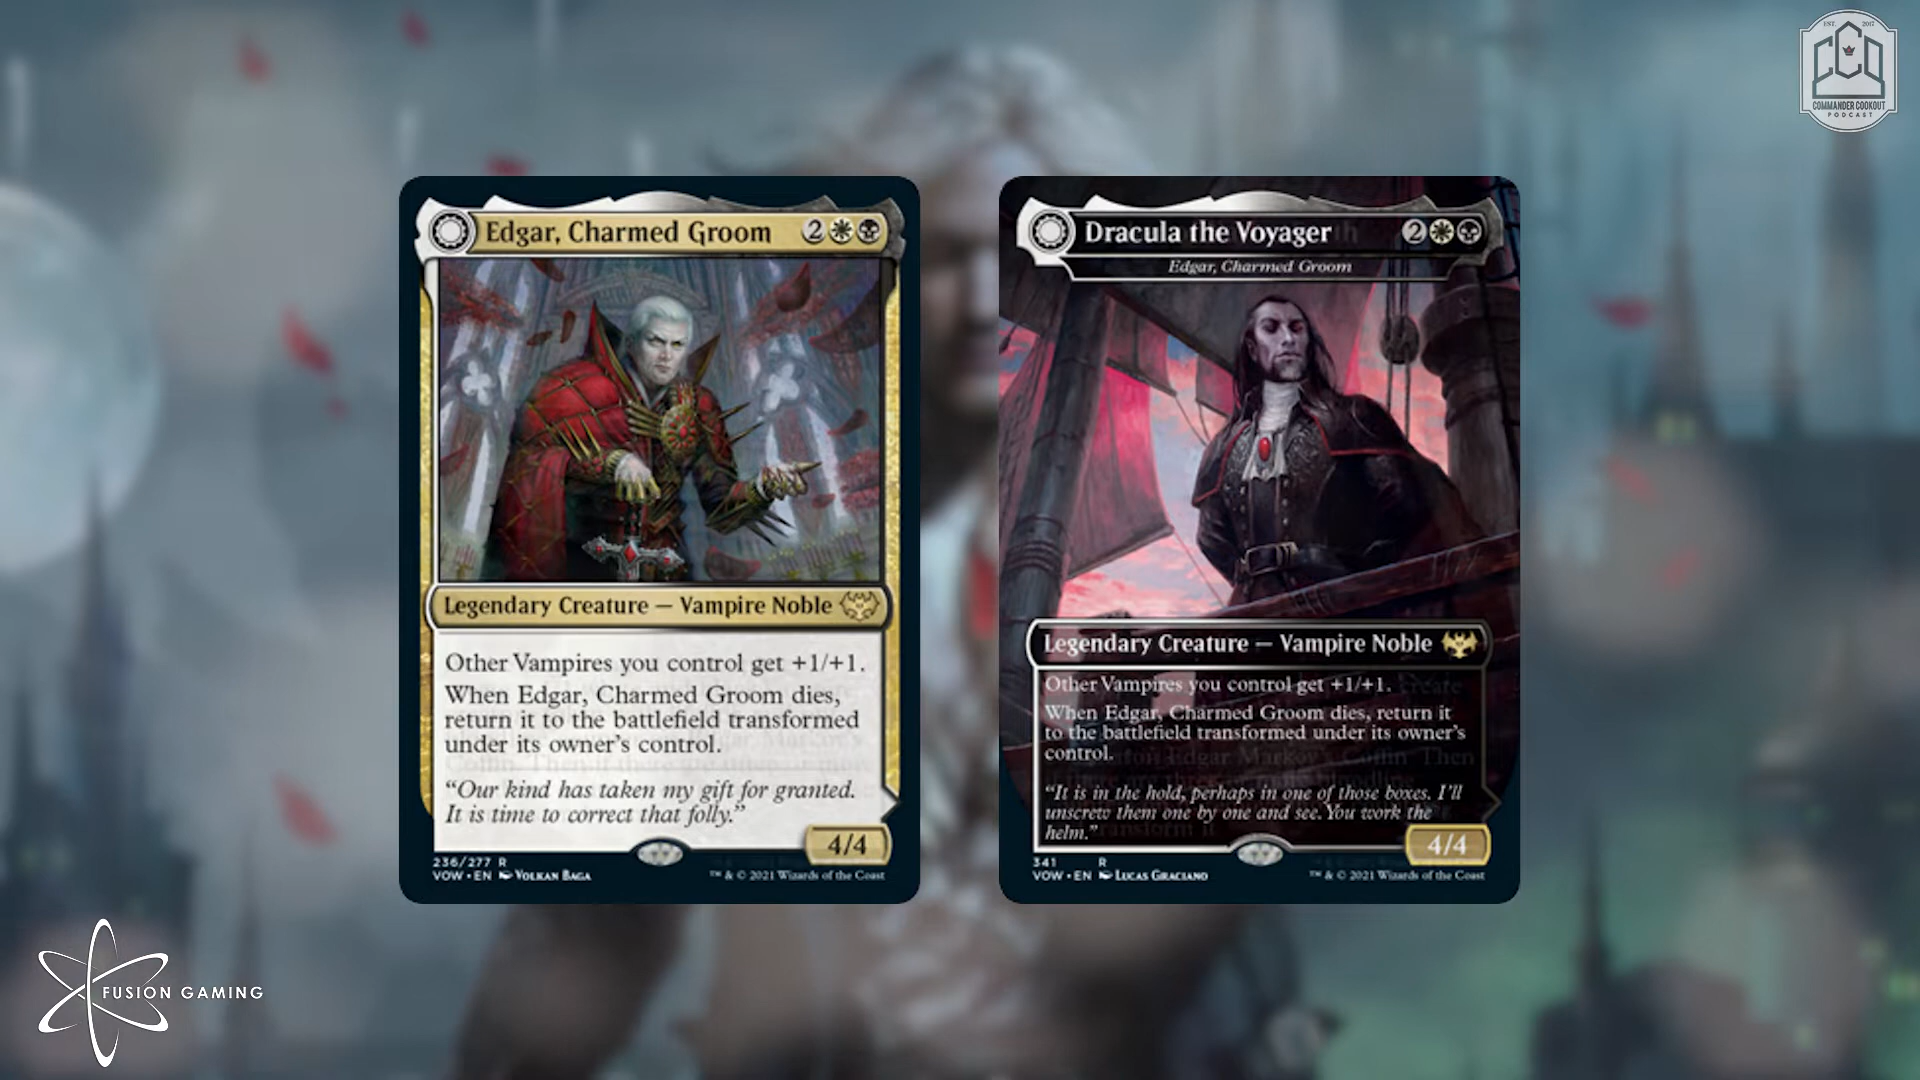 EST. 2017
CCO
COMMANDER COOKOUT
PODCAST
Edgar, Charmed Groom 2
Legendary Creature — Vampire Noble
Other Vampires you control get +1/+1.
When Edgar, Charmed Groom dies,
return it to the battlefield transformed
under its owner's control.
"Our kind has taken my gift for granted.
It is time to correct that folly."
4/4
236/277 R
VOW • EN VOLKAN BAGA
™ & © 2021 Wizards of the Coast
Dracula the Voyager 2
Edgar, Charmed Groom
Legendary Creature — Vampire Noble
Other Vampires you control get +1/+1.
When Edgar, Charmed Groom dies, return it
to the battlefield transformed under its owner's
control.
"It is in the hold, perhaps in one of those boxes. I'll
unscrew them one by one and see. You work the
helm."
4/4
341 R
VOW • EN LUCAS GRACIANO
™ & © 2021 Wizards of the Coast
FUSION GAMING